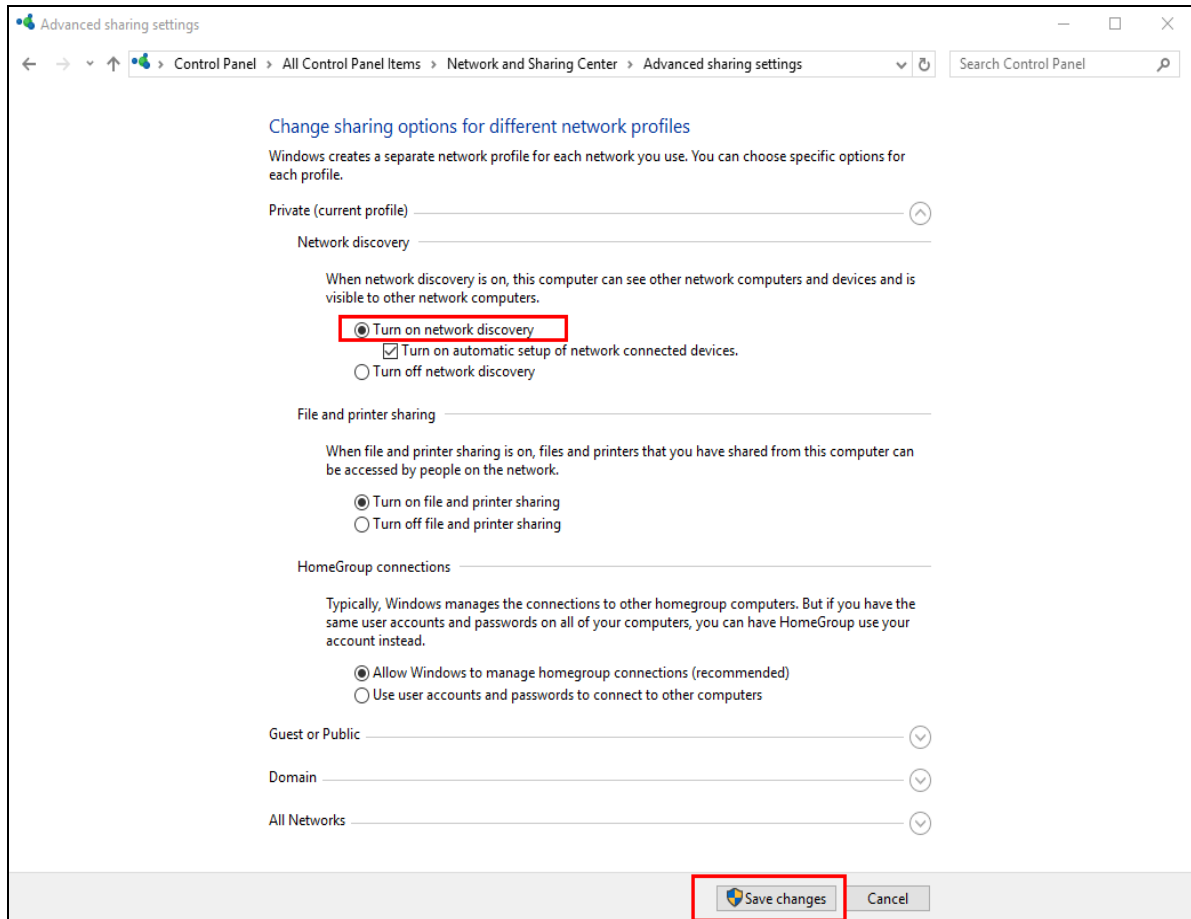 Advanced sharing settings
Control Panel > All Control Panel Items > Network and Sharing Center > Advanced sharing settings
Search Control Panel
Change sharing options for different network profiles
Windows creates a separate network profile for each network you use. You can choose specific options for
each profile.
Private (current profile)
Network discovery
When network discovery is on, this computer can see other network computers and devices and is
visible to other network computers.
Turn on network discovery
Turn on automatic setup of network connected devices.
Turn off network discovery
File and printer sharing
When file and printer sharing is on, files and printers that you have shared from this computer can
be accessed by people on the network.
Turn on file and printer sharing
Turn off file and printer sharing
HomeGroup connections
Typically, Windows manages the connections to other homegroup computers. But if you have the
same user accounts and passwords on all of your computers, you can have HomeGroup use your
account instead.
Allow Windows to manage homegroup connections (recommended)
Use user accounts and passwords to connect to other computers
Guest or Public
Domain
All Networks
Save changes
Cancel